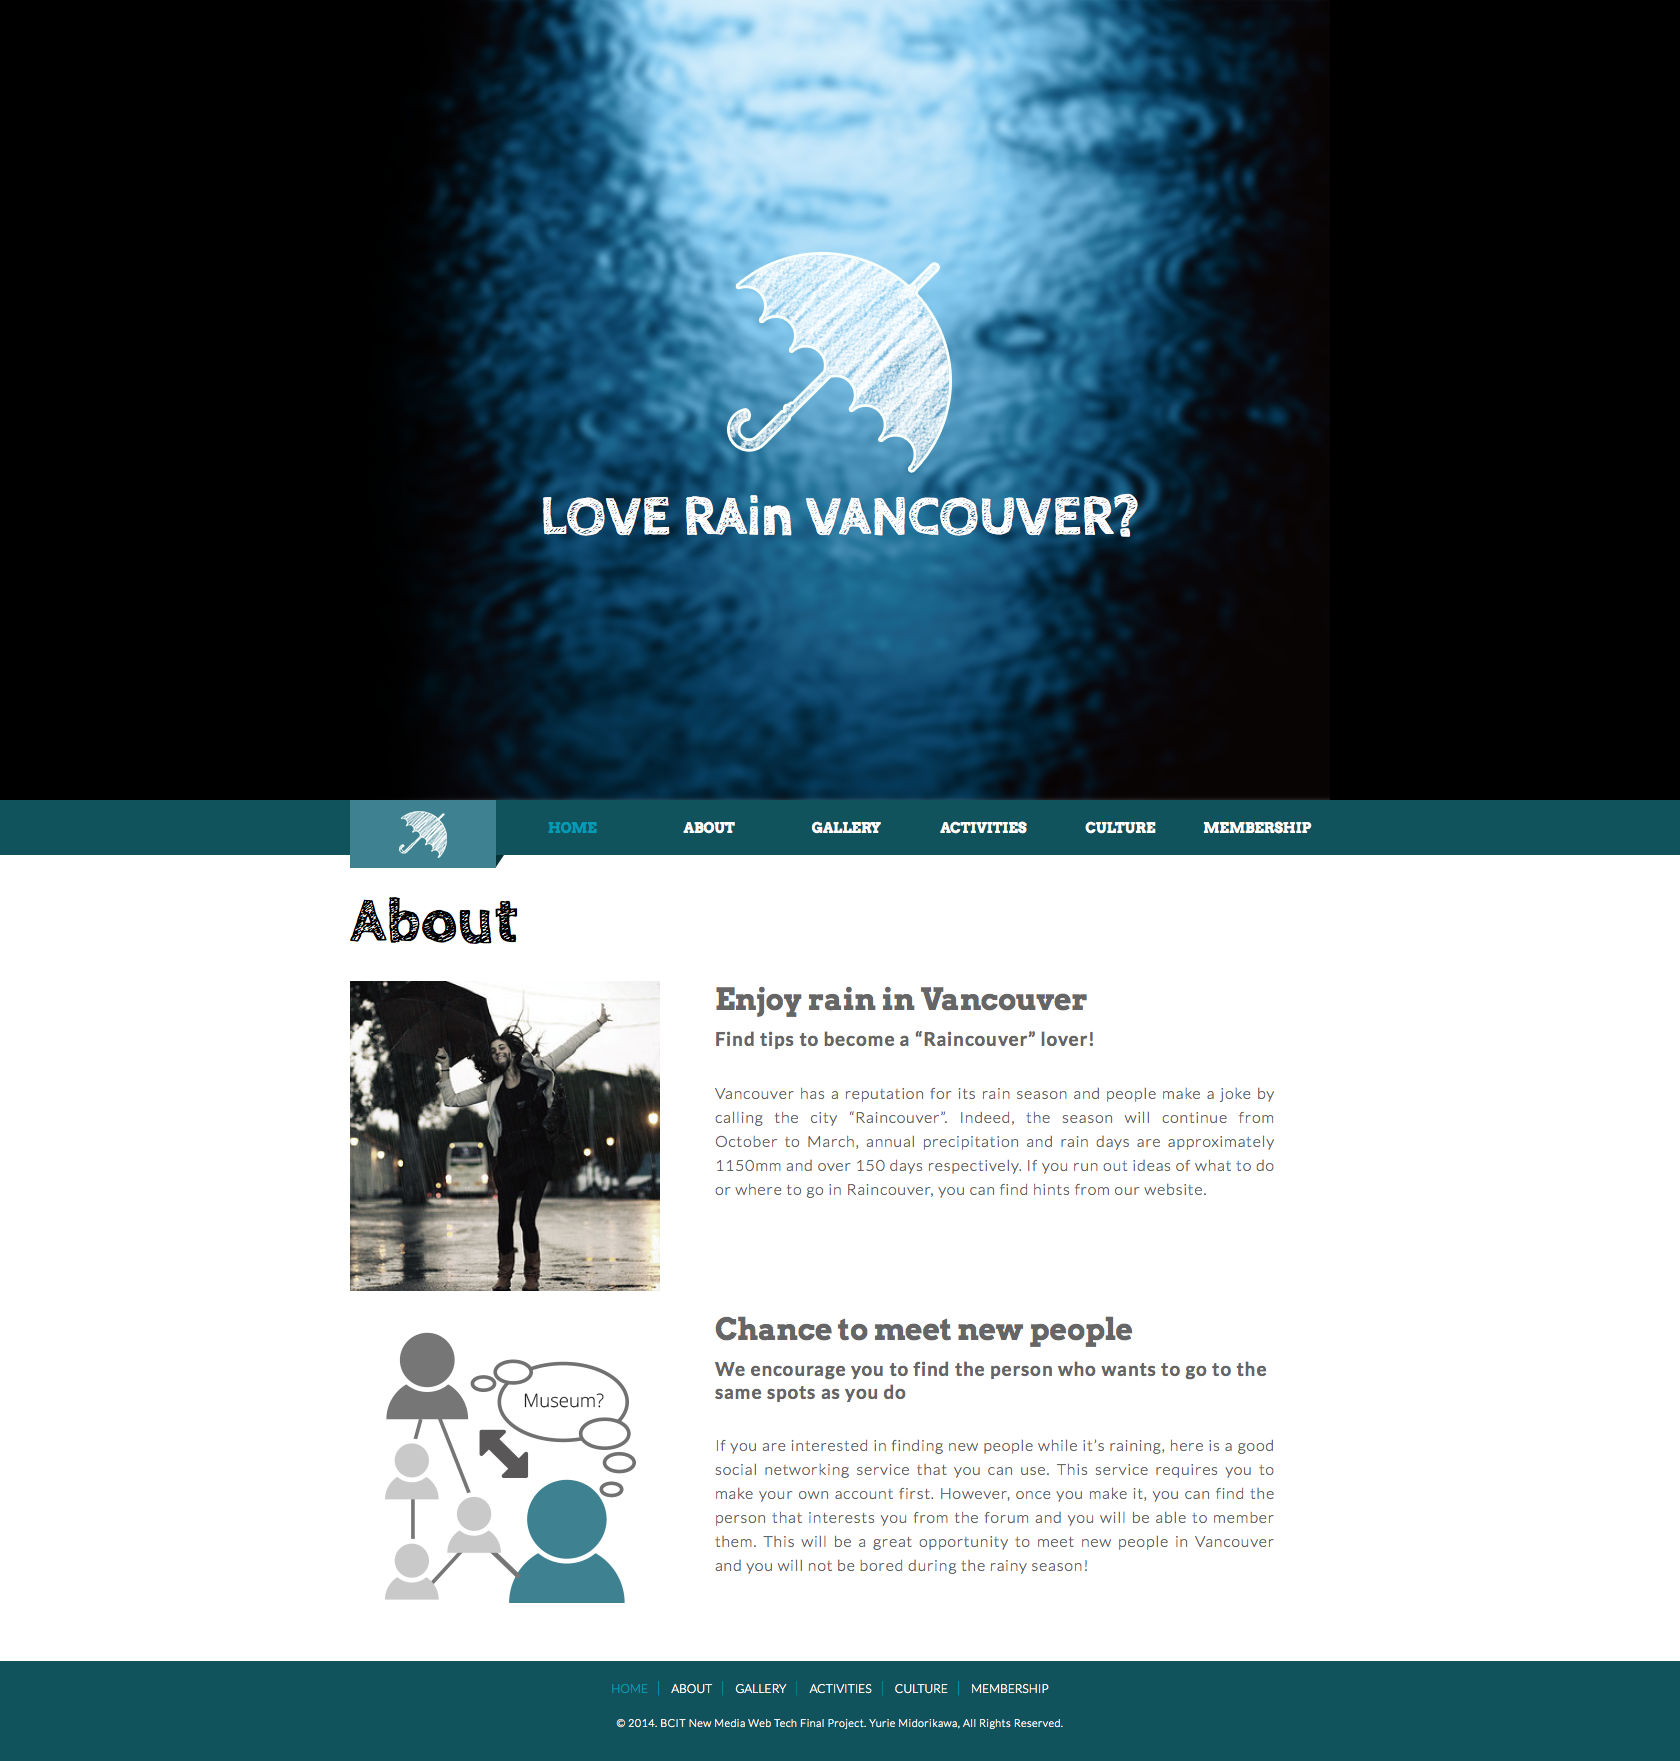 LOVE RAin VANCOUVER?
HOME ABOUT GALLERY ACTIVITIES CULTURE MEMBERSHIP
About
Enjoy rain in Vancouver
Find tips to become a “Raincouver” lover!
Vancouver has a reputation for its rain season and people make a joke by
calling the city “Raincouver”. Indeed, the season will continue from
October to March, annual precipitation and rain days are approximately
1150mm and over 150 days respectively. If you run out ideas of what to do
or where to go in Raincouver, you can find hints from our website.
Museum?
Chance to meet new people
We encourage you to find the person who wants to go to the
same spots as you do
If you are interested in finding new people while it’s raining, here is a good
social networking service that you can use. This service requires you to
make your own account first. However, once you make it, you can find the
person that interests you from the forum and you will be able to member
them. This will be a great opportunity to meet new people in Vancouver
and you will not be bored during the rainy season!
HOME ABOUT GALLERY ACTIVITIES CULTURE MEMBERSHIP
© 2014. BCIT New Media Web Tech Final Project. Yurie Midorikawa, All Rights Reserved.